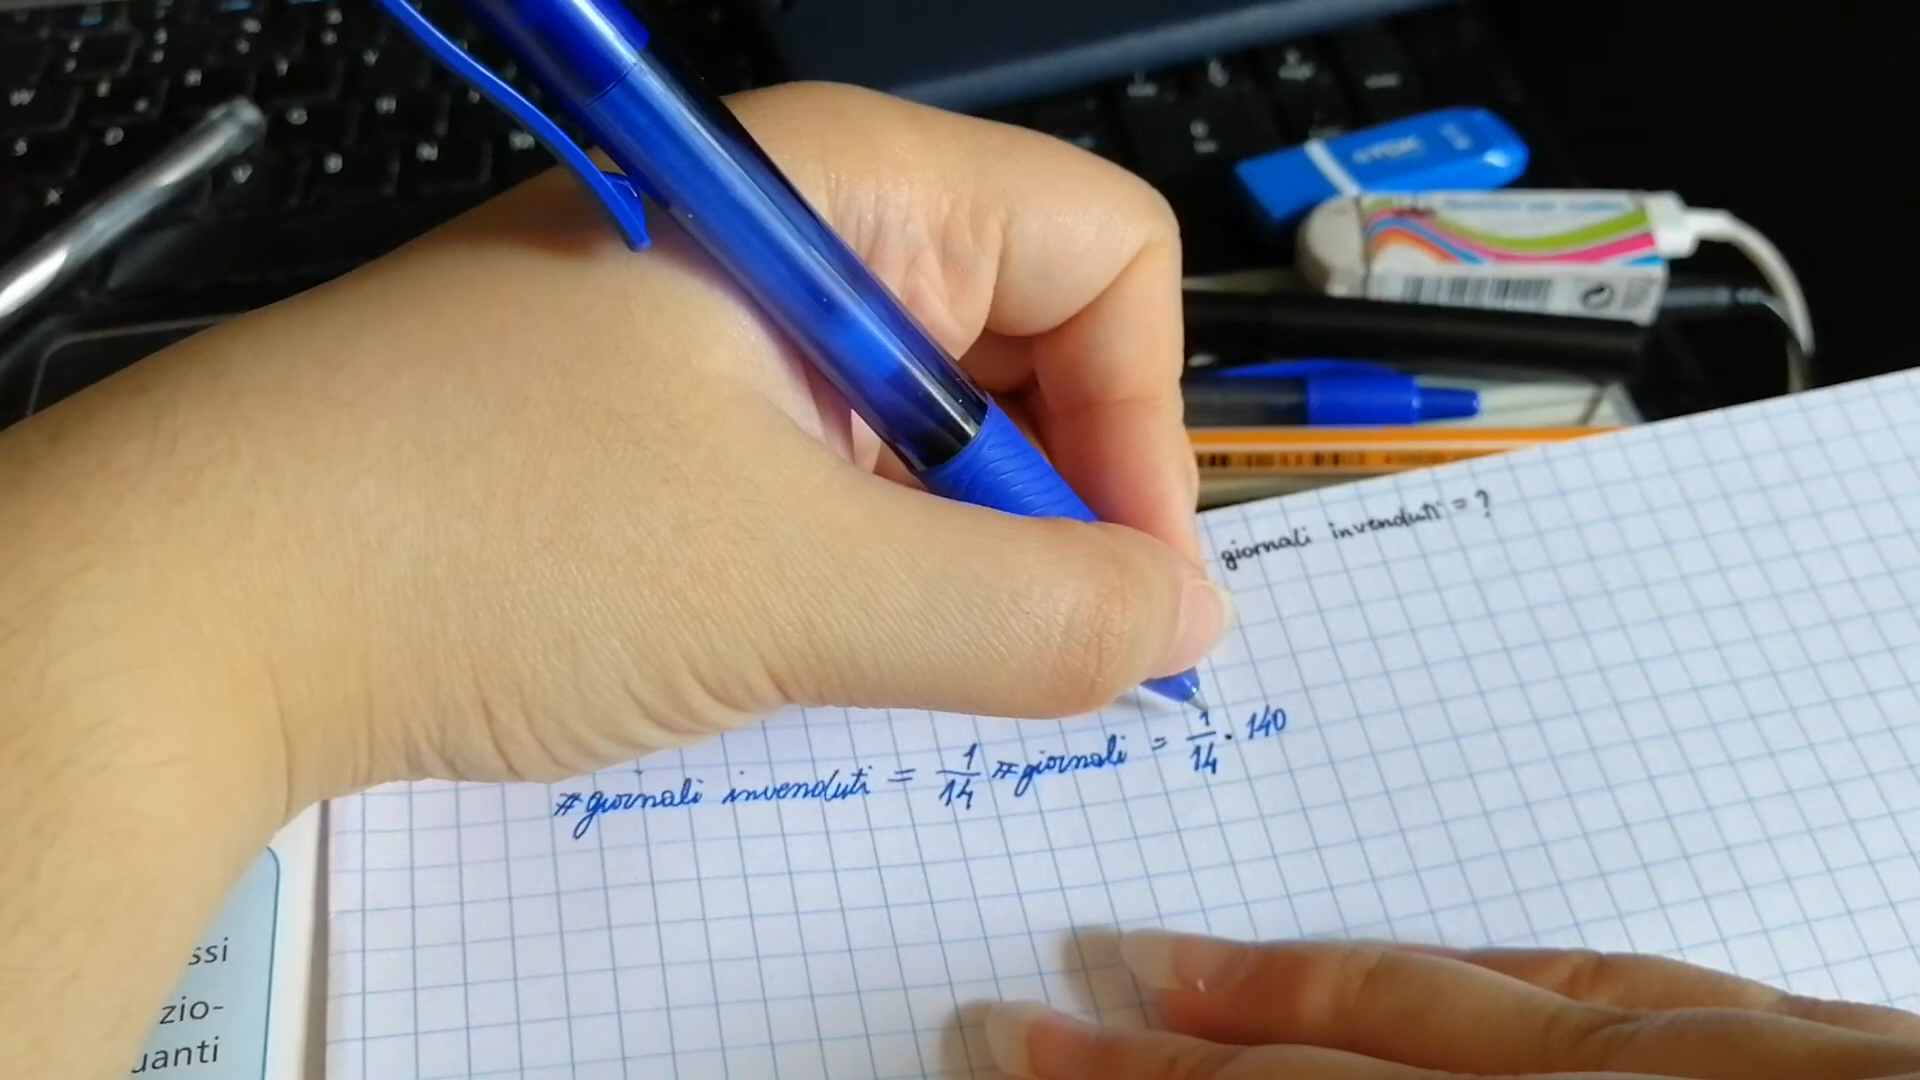 giornali invenduti = ?
#giornali invenduti = 1/14 #giornali = 1/14 · 140
ssi
zio-
uanti